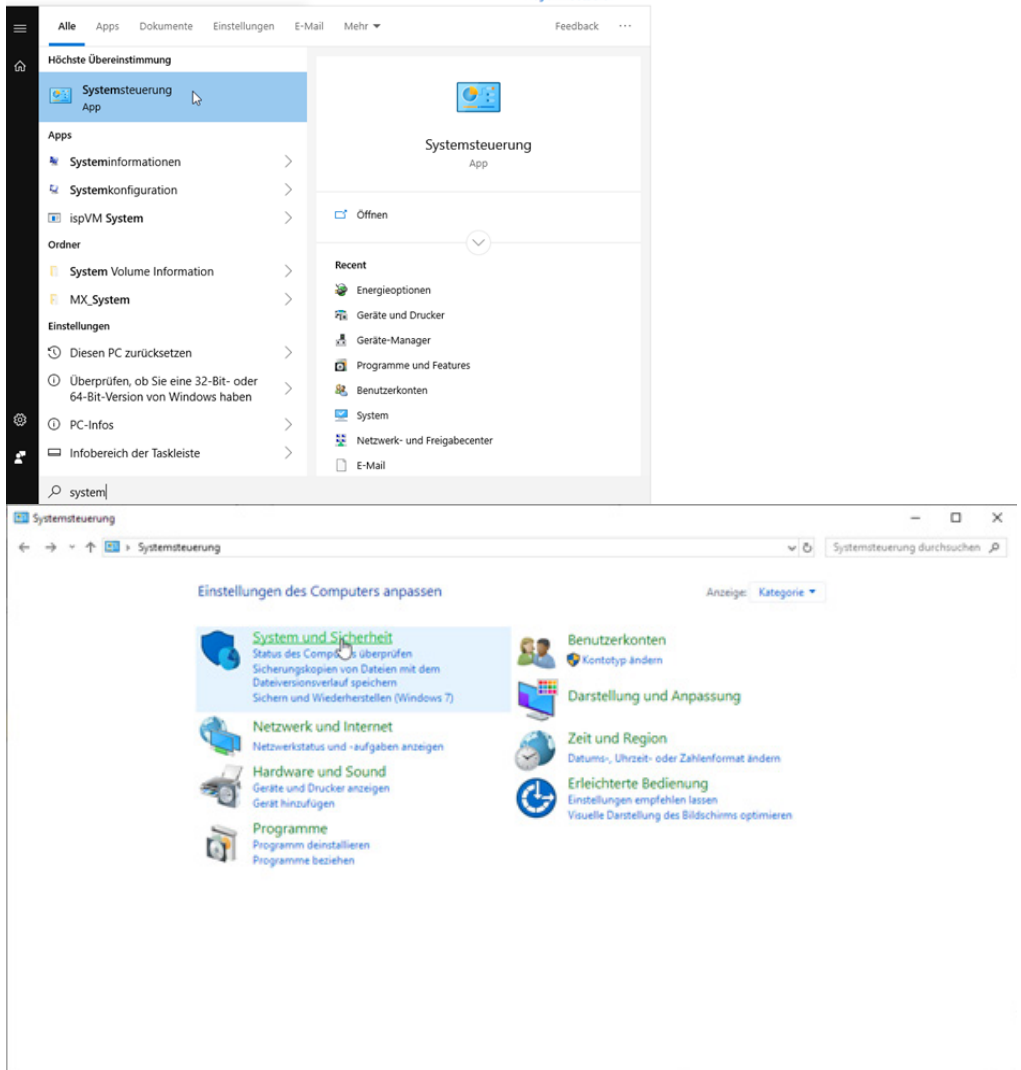 Alle Apps Dokumente Einstellungen E-Mail Mehr Feedback ...
Höchste Übereinstimmung
Systemsteuerung
App
Apps
Systeminformationen
Systemkonfiguration
ispVM System
Ordner
System Volume Information
MX_System
Einstellungen
Diesen PC zurücksetzen
Überprüfen, ob Sie eine 32-Bit- oder
64-Bit-Version von Windows haben
PC-Infos
Infobereich der Taskleiste
system
Systemsteuerung
App
Öffnen
Recent
Energieoptionen
Geräte und Drucker
Geräte-Manager
Programme und Features
Benutzerkonten
System
Netzwerk- und Freigabecenter
E-Mail
Systemsteuerung
Systemsteuerung
Systemsteuerung durchsuchen
Einstellungen des Computers anpassen
Anzeige: Kategorie
System und Sicherheit
Status des Computers überprüfen
Sicherungskopien von Dateien mit dem
Dateiversionsverlauf speichern
Sichern und Wiederherstellen (Windows 7)
Netzwerk und Internet
Netzwerkstatus und -aufgaben anzeigen
Hardware und Sound
Geräte und Drucker anzeigen
Gerät hinzufügen
Programme
Programm deinstallieren
Programme beziehen
Benutzerkonten
Kontotyp ändern
Darstellung und Anpassung
Zeit und Region
Datums-, Uhrzeit- oder Zahlenformat ändern
Erleichterte Bedienung
Einstellungen empfehlen lassen
Visuelle Darstellung des Bildschirms optimieren